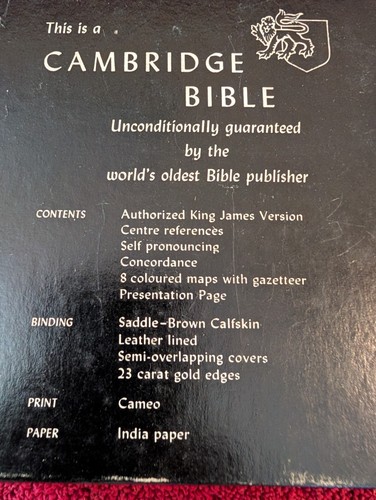 This is a
CAMBRIDGE
BIBLE
Unconditionally guaranteed
by the
world's oldest Bible publisher
CONTENTS Authorized King James Version
Centre references
Self pronouncing
Concordance
8 coloured maps with gazetteer
Presentation Page
BINDING Saddle-Brown Calfskin
Leather lined
Semi-overlapping covers
23 carat gold edges
PRINT Cameo
PAPER India paper